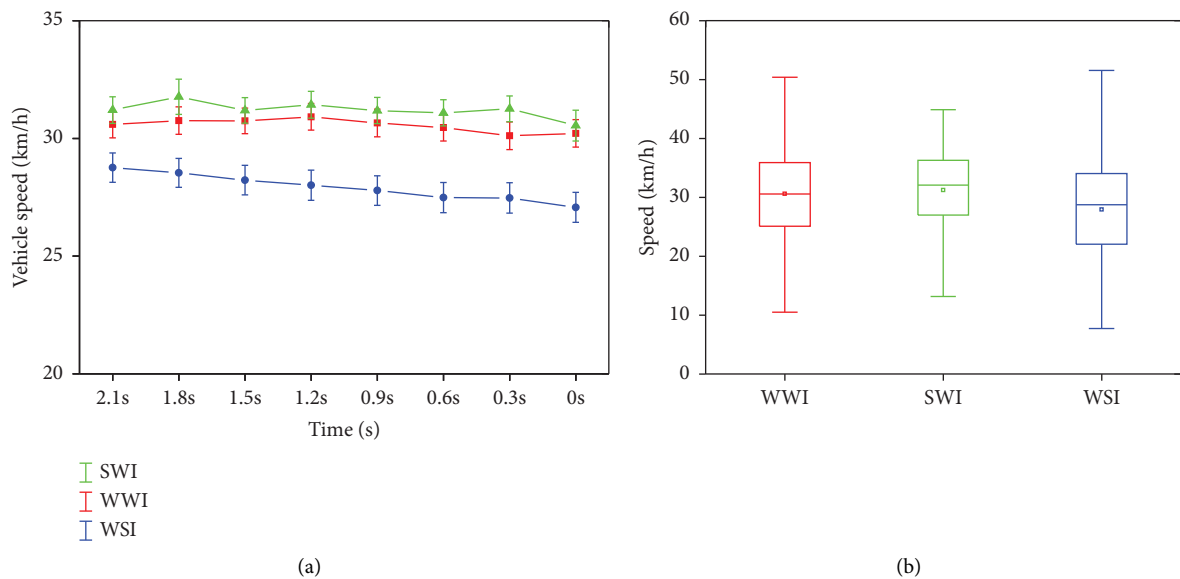 35
30
25
20
Vehicle speed (km/h)
2.1s 1.8s 1.5s 1.2s 0.9s 0.6s 0.3s 0s
Time (s)
SWI
WWI
WSI
(a)
60
50
40
30
20
10
0
Speed (km/h)
WWI SWI WSI
(b)